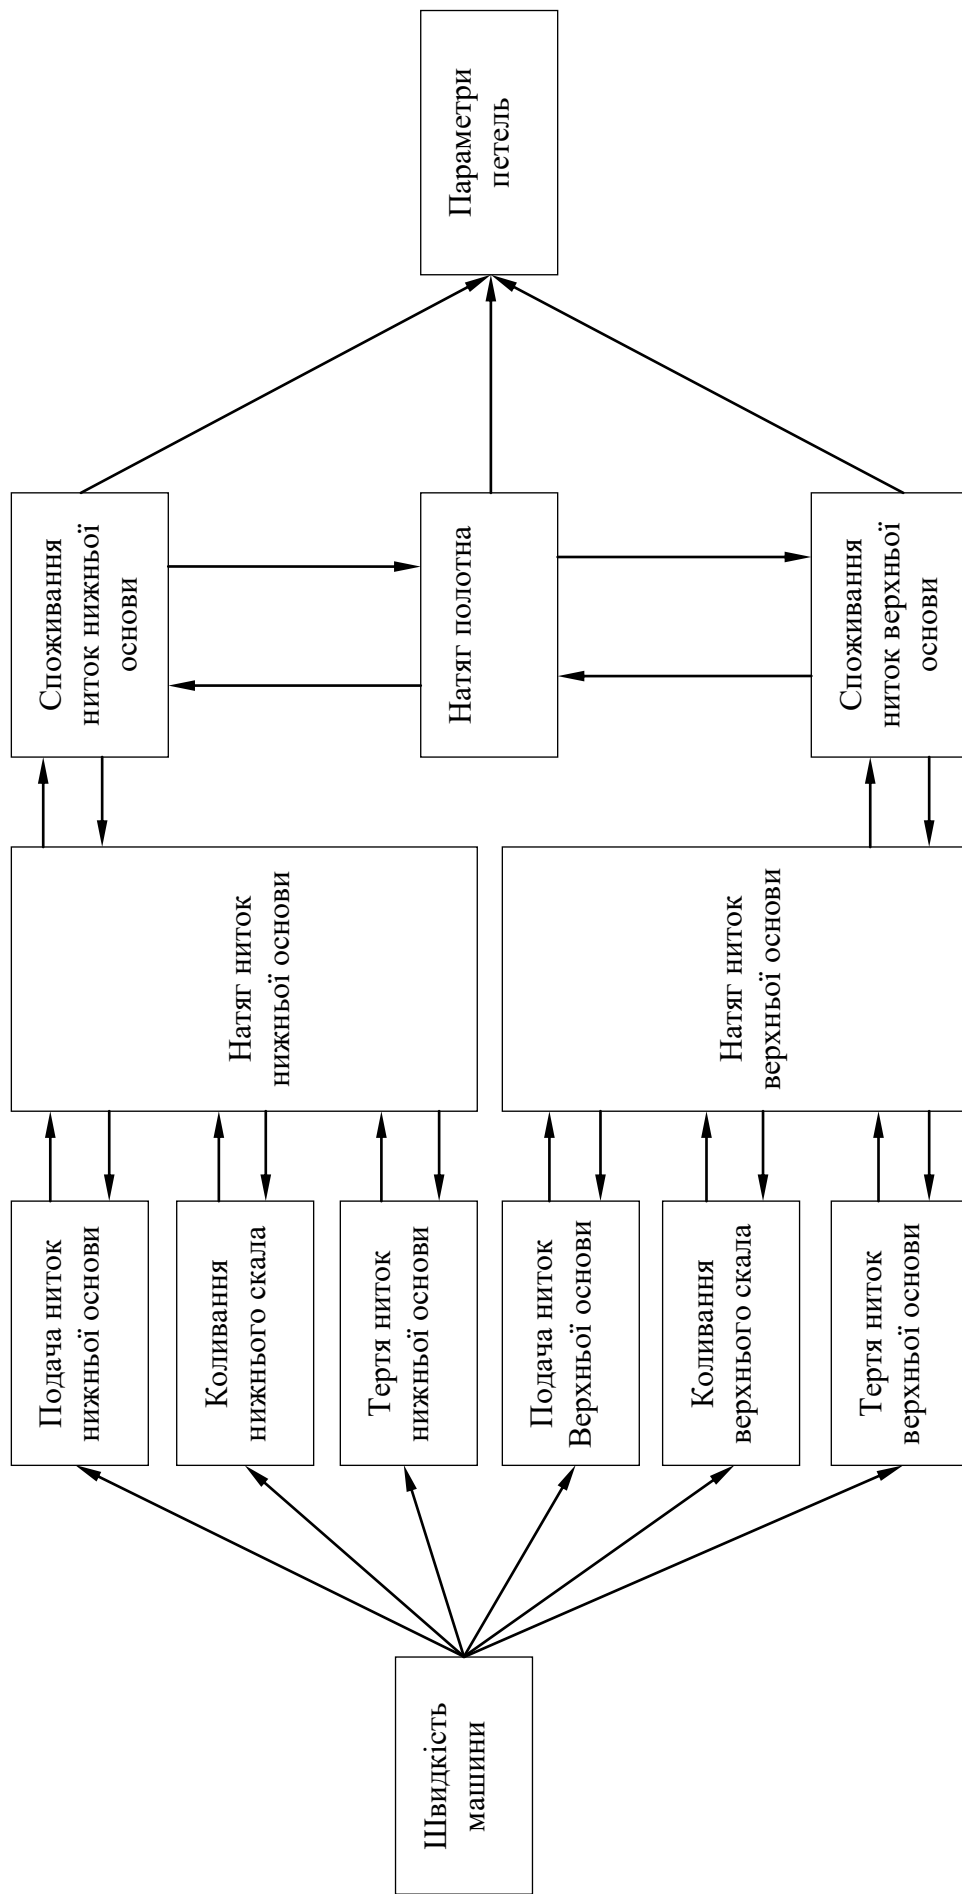 Швидкість
машини
Подача ниток
нижньої основи
Коливання
нижнього скала
Тертя ниток
нижньої основи
Подача ниток
Верхньої основи
Коливання
верхнього скала
Тертя ниток
верхньої основи
Натяг ниток
нижньої основи
Натяг ниток
верхньої основи
Споживання
ниток нижньої
основи
Натяг полотна
Споживання
ниток верхньої
основи
Параметри
петель